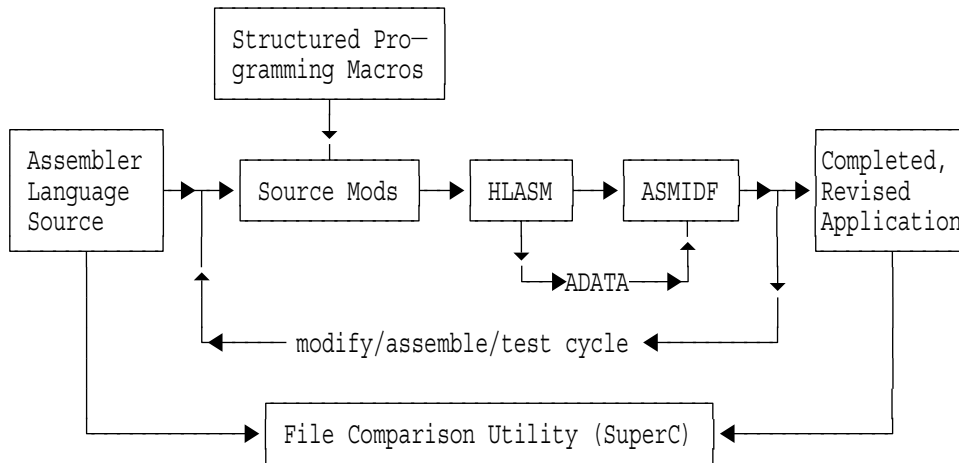 Structured Pro—
gramming Macros
Assembler
Language
Source
Source Mods
HLASM
ASMIDF
Completed,
Revised
Application
ADATA
modify/assemble/test cycle
File Comparison Utility (SuperC)